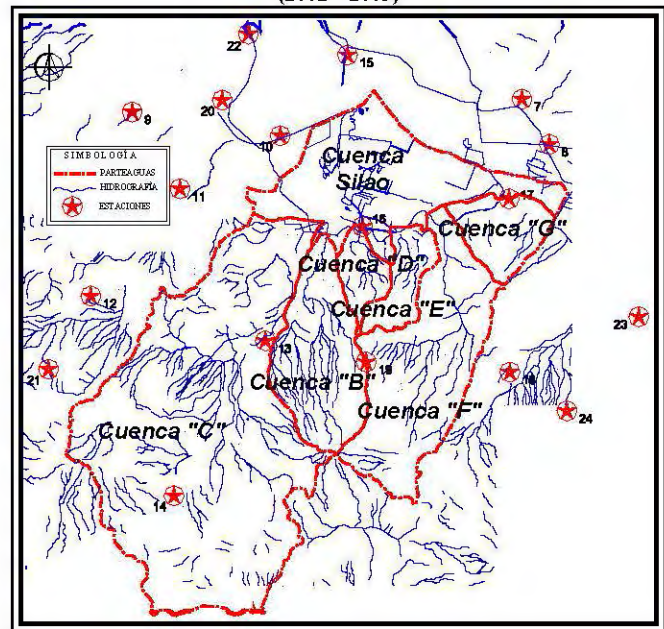 22
15
20
7
9
10
8
SIMBOLOGÍA
PARTEAGUAS
HIDROGRAFÍA
ESTACIONES
Cuenca
Silao
11
17
16
Cuenca "G"
Cuenca "D"
12
Cuenca "E"
23
13
21
19
18
Cuenca "B"
Cuenca "F"
24
Cuenca "C"
14